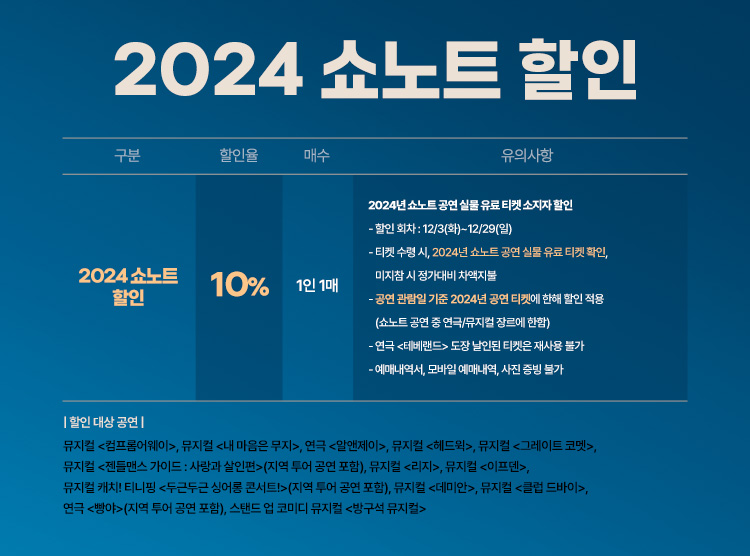 2024 쇼노트 할인
구분 할인율 매수 유의사항
2024 쇼노트
할인
10%
1인 1매
2024년 쇼노트 공연 실물 유료 티켓 소지자 할인
- 할인 회차 : 12/3(화)~12/29(일)
- 티켓 수령 시, 2024년 쇼노트 공연 실물 유료 티켓 확인,
미지참 시 정가대비 차액지불
- 공연 관람일 기준 2024년 공연 티켓에 한해 할인 적용
(쇼노트 공연 중 연극/뮤지컬 장르에 한함)
- 연극 <테베랜드> 도장 날인된 티켓은 재사용 불가
- 예매내역서, 모바일 예매내역, 사진 증빙 불가
| 할인 대상 공연 |
뮤지컬 <컴프롬어웨이>, 뮤지컬 <내 마음은 무지>, 연극 <알앤제이>, 뮤지컬 <헤드윅>, 뮤지컬 <그레이트 코멧>,
뮤지컬 <젠틀맨스 가이드 : 사랑과 살인편>(지역 투어 공연 포함), 뮤지컬 <리지>, 뮤지컬 <이프덴>,
뮤지컬 캐치! 티니핑 <두근두근 싱어롱 콘서트!>(지역 투어 공연 포함), 뮤지컬 <데미안>, 뮤지컬 <클럽 드바이>,
연극 <빵야>(지역 투어 공연 포함), 스탠드 업 코미디 뮤지컬 <방구석 뮤지컬>